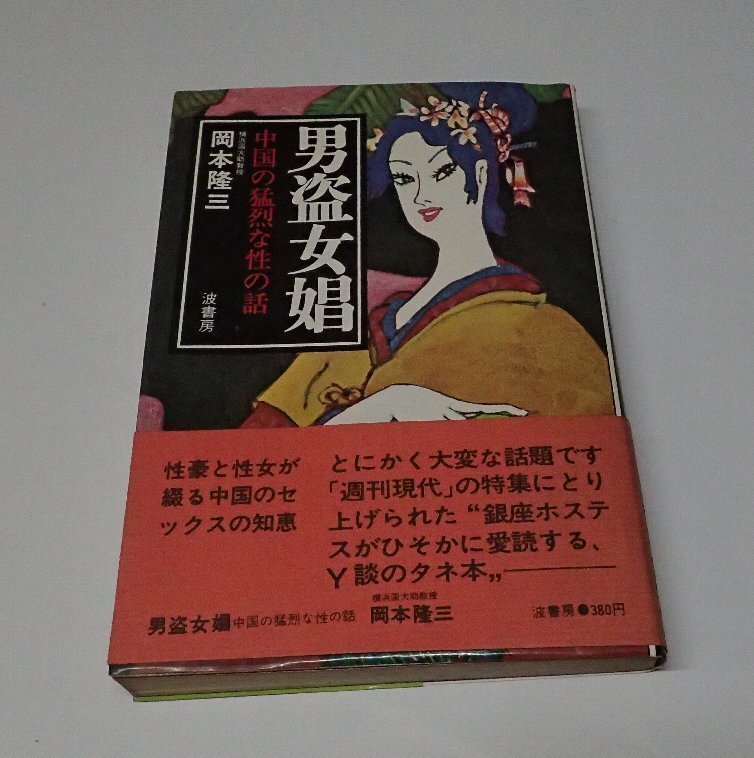 男盗女娼
中国の猛烈な性の話
横浜国大助教授
岡本隆三
波書房
とにかく大変な話題です
「週刊現代」の特集にとり
上げられた“銀座ホステ
スがひそかに愛読する、
Y談のタネ本„――
性豪と性女が
綴る中国のセ
ックスの知恵
男盗女娼 中国の猛烈な性の話 横浜国大助教授 岡本隆三 波書房●380円